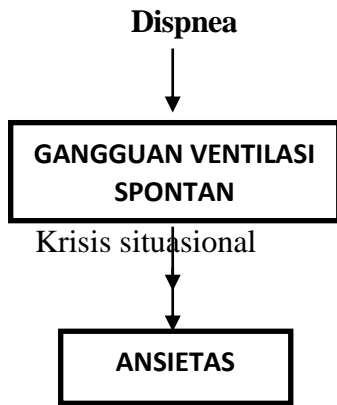 Dispnea
GANGGUAN VENTILASI
SPONTAN
Krisis situasional
ANSIETAS